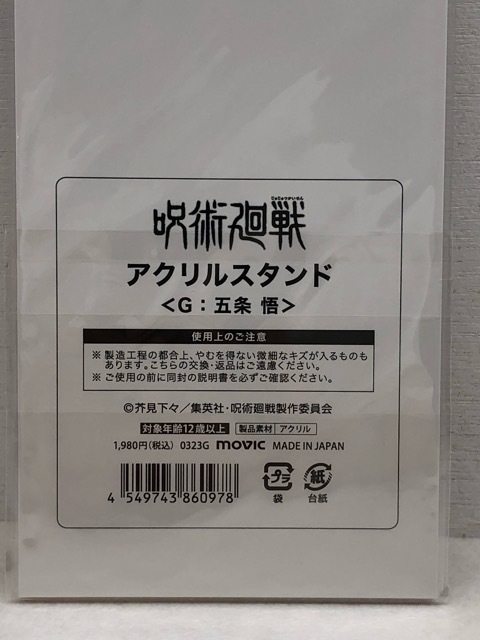 じゅじゅつかいせん
呪術廻戦
アクリルスタンド
<G：五条 悟>
使用上のご注意
※ 製造工程の都合上、やむを得ない微細なキズが入るものも
あります。こちらの交換・返品はご遠慮ください。
※ ご使用の前に同封の説明書を必ずご確認ください。
©芥見下々／集英社・呪術廻戦製作委員会
対象年齢12歳以上 製品素材 アクリル
1,980円(税込) 0323G movic MADE IN JAPAN
4 549743 860978
プラ 紙
袋 台紙